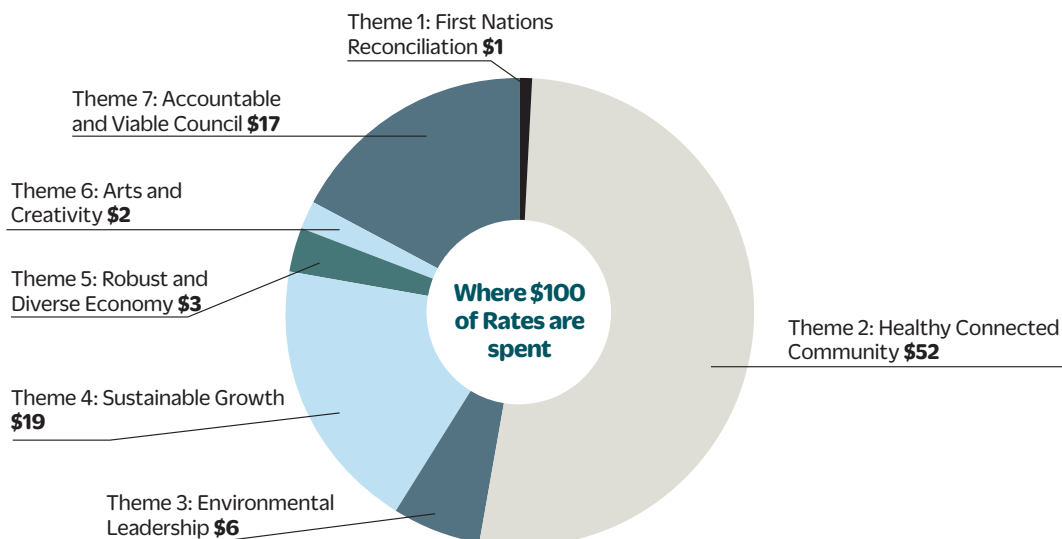 Theme 1: First Nations
Reconciliation $1
Theme 7: Accountable
and Viable Council $17
Theme 6: Arts and
Creativity $2
Theme 5: Robust and
Diverse Economy $3
Where $100
of Rates are
spent
Theme 2: Healthy Connected
Community $52
Theme 4: Sustainable Growth
$19
Theme 3: Environmental
Leadership $6